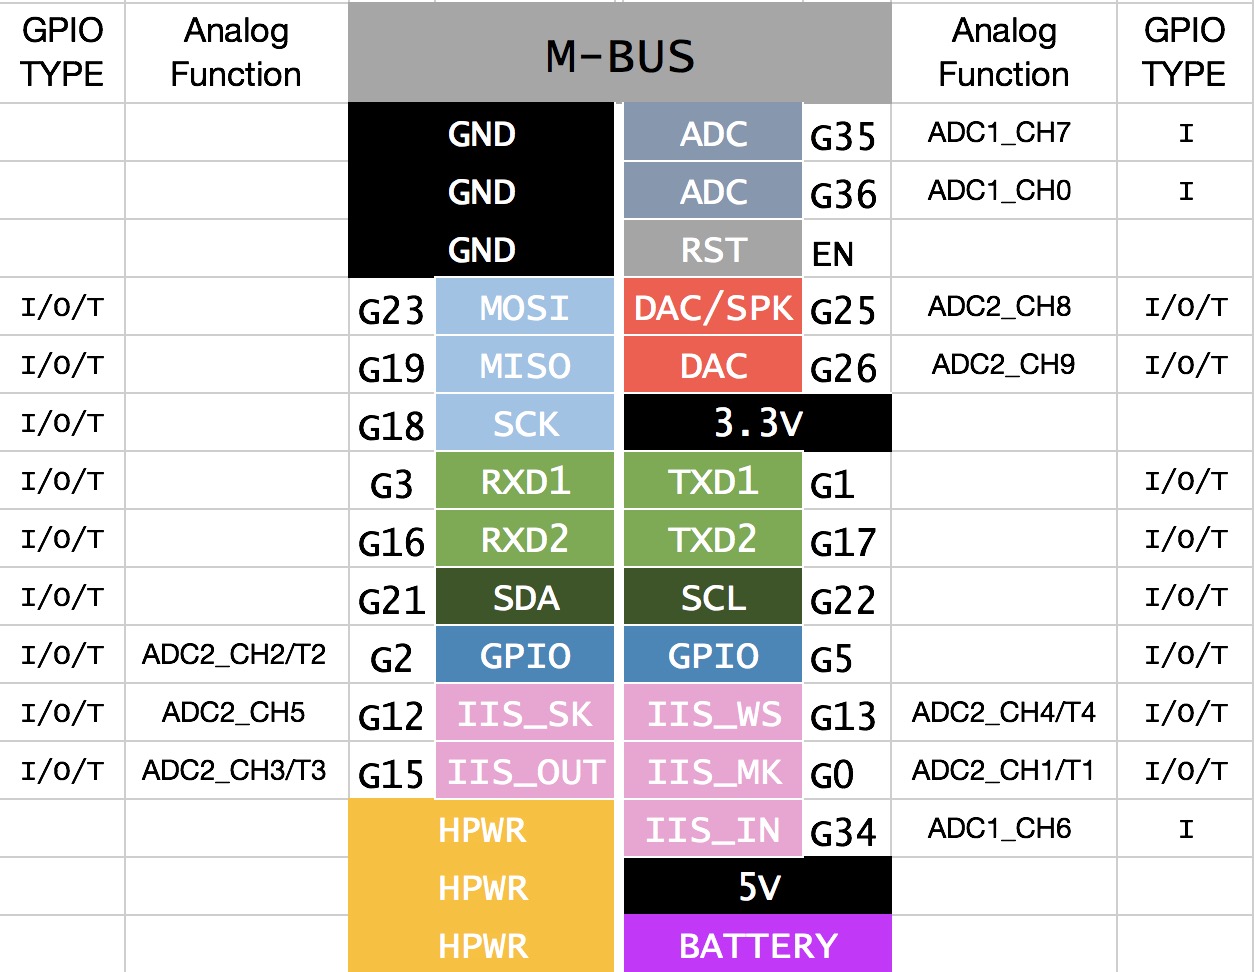 GPIO TYPE Analog Function M-BUS Analog Function GPIO TYPE
GND ADC G35 ADC1_CH7 I
GND ADC G36 ADC1_CH0 I
GND RST EN
I/O/T G23 MOSI DAC/SPK G25 ADC2_CH8 I/O/T
I/O/T G19 MISO DAC G26 ADC2_CH9 I/O/T
I/O/T G18 SCK 3.3V
I/O/T G3 RXD1 TXD1 G1 I/O/T
I/O/T G16 RXD2 TXD2 G17 I/O/T
I/O/T G21 SDA SCL G22 I/O/T
I/O/T ADC2_CH2/T2 G2 GPIO GPIO G5 I/O/T
I/O/T ADC2_CH5 G12 IIS_SK IIS_WS G13 ADC2_CH4/T4 I/O/T
I/O/T ADC2_CH3/T3 G15 IIS_OUT IIS_MK G0 ADC2_CH1/T1 I/O/T
HPWR IIS_IN G34 ADC1_CH6 I
HPWR 5V
HPWR BATTERY